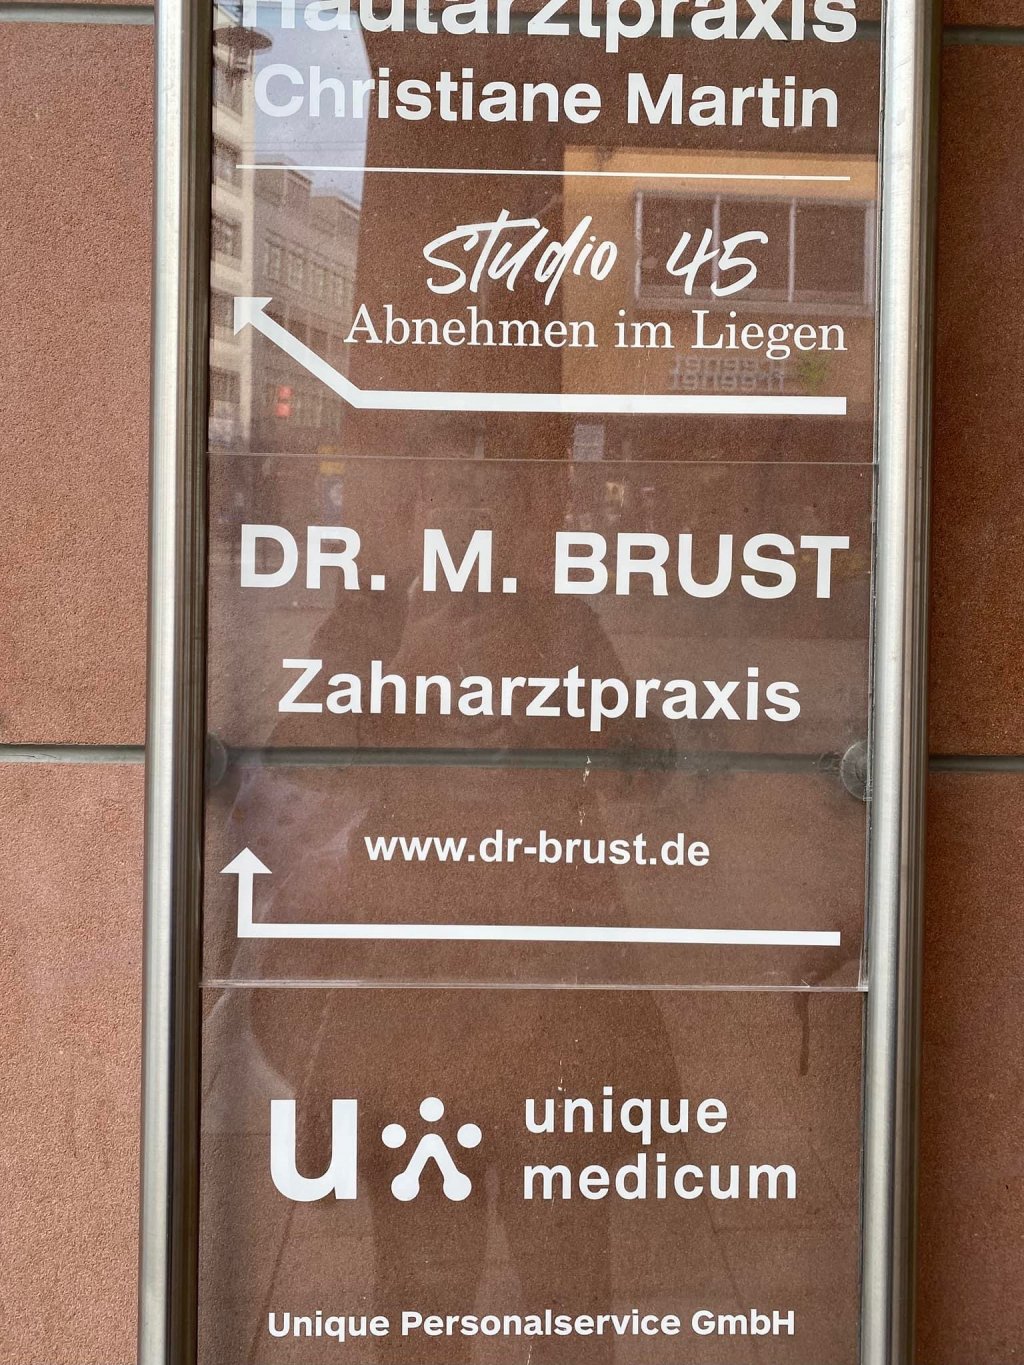 Hautarztpraxis
Christiane Martin
Studio 45
Abnehmen im Liegen
DR. M. BRUST
Zahnarztpraxis
www.dr-brust.de
u
unique
medicum
Unique Personalservice GmbH